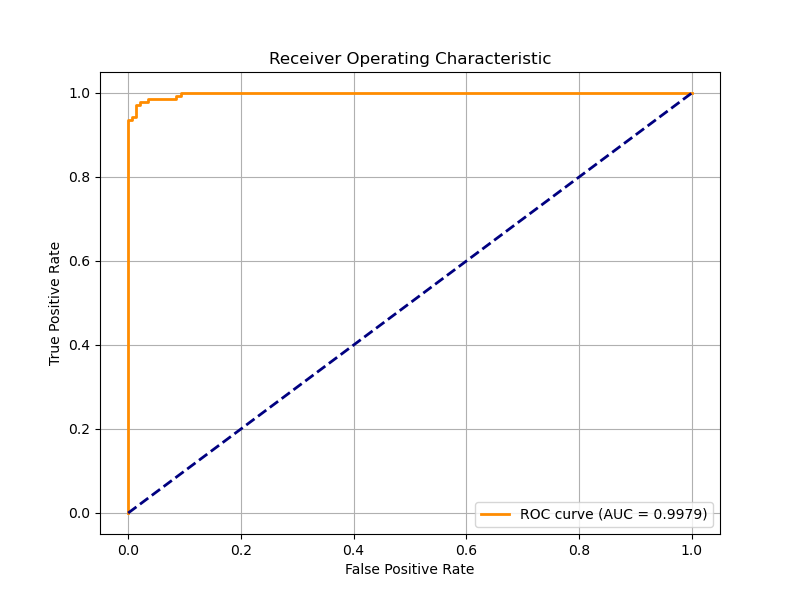 Receiver Operating Characteristic
True Positive Rate
1.0
0.8
0.6
0.4
0.2
0.0
ROC curve (AUC = 0.9979)
0.0 0.2 0.4 0.6 0.8 1.0
False Positive Rate